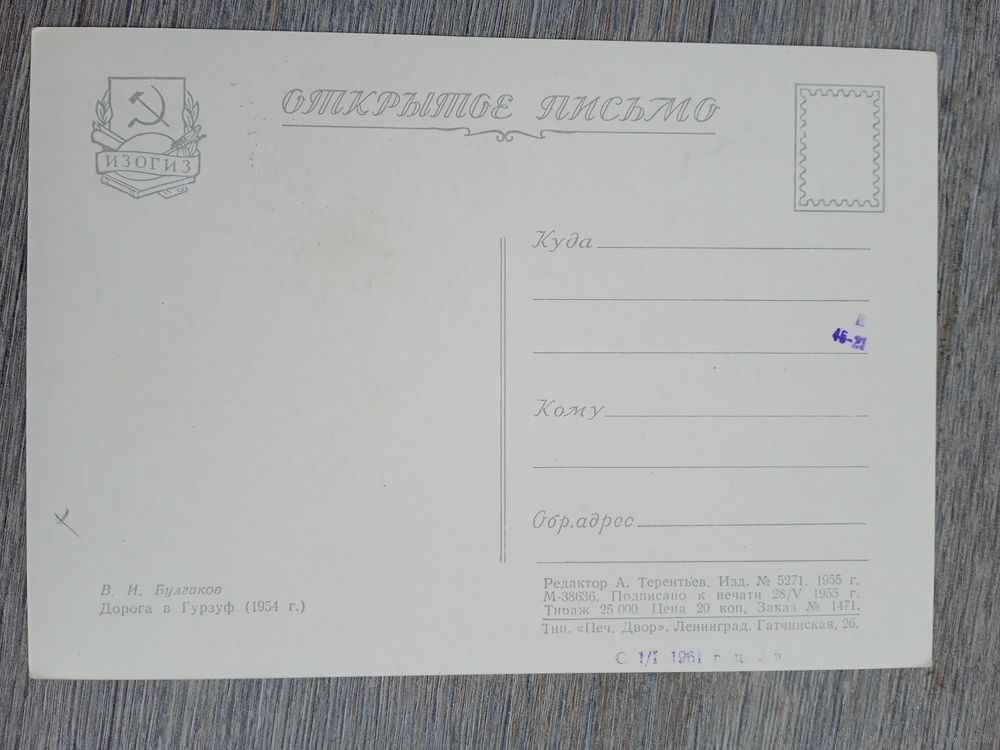 ОТКРЫТОЕ ПИСЬМО
ИЗОГИЗ
Куда
46-21
Кому
Обр.адрес
В. И. Булгаков
Дорога в Гурзуф (1954 г.)
Редактор А. Терентьев. Изд. № 5271. 1955 г.
М-38636. Подписано к печати 28/V 1955 г.
Тираж 25 000. Цена 20 коп. Заказ № 1471.
Тип. «Печ. Двор». Ленинград. Гатчинская, 26.
С 1/I 1961 г ц.